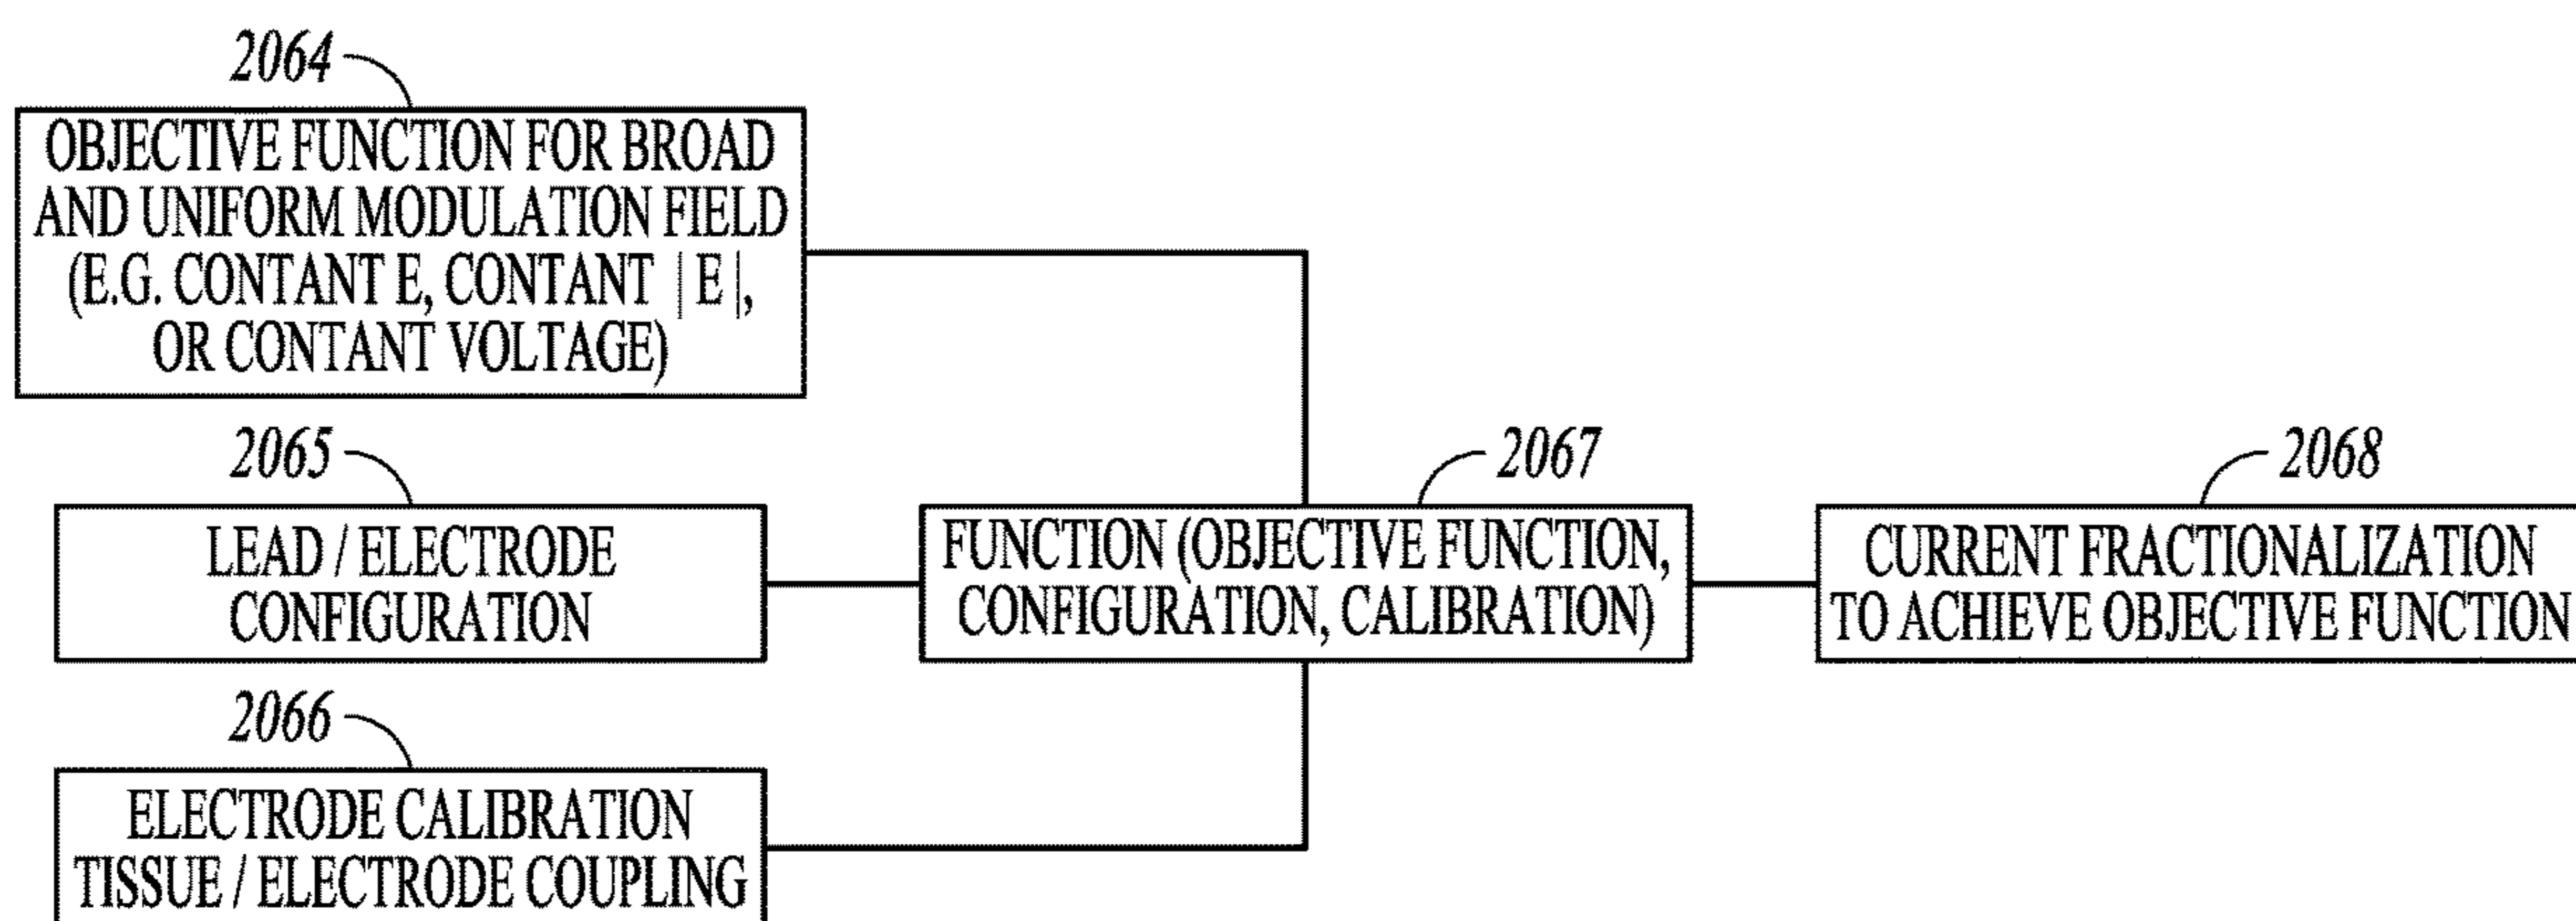 2064
OBJECTIVE FUNCTION FOR BROAD
AND UNIFORM MODULATION FIELD
(E.G. CONTANT E, CONTANT | E |,
OR CONTANT VOLTAGE)
2065
LEAD / ELECTRODE
CONFIGURATION
2066
ELECTRODE CALIBRATION
TISSUE / ELECTRODE COUPLING
2067
FUNCTION (OBJECTIVE FUNCTION,
CONFIGURATION, CALIBRATION)
2068
CURRENT FRACTIONALIZATION
TO ACHIEVE OBJECTIVE FUNCTION